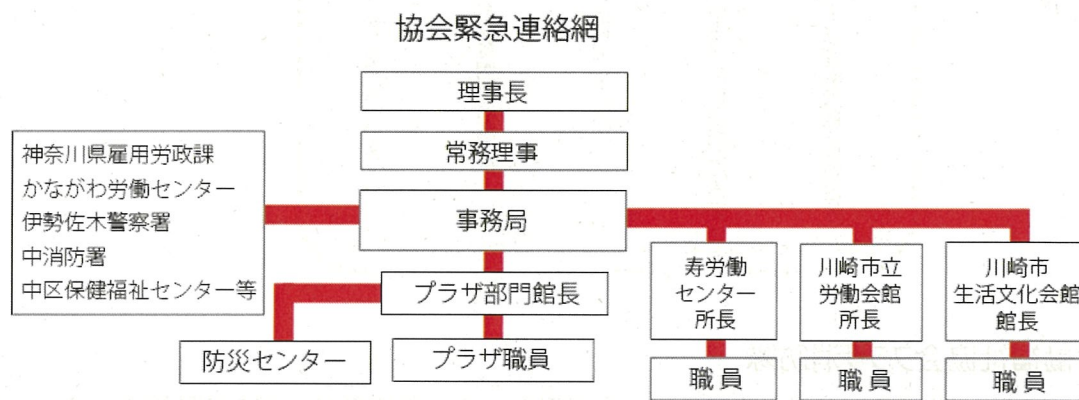 協会緊急連絡網
理事長
常務理事
神奈川県雇用労政課
かながわ労働センター
伊勢佐木警察署
中消防署
中区保健福祉センター等
事務局
プラザ部門館長
防災センター
プラザ職員
寿労働
センター
所長
職 員
川崎市立
労働会館
所長
職 員
川崎市
生活文化会館
館長
職 員